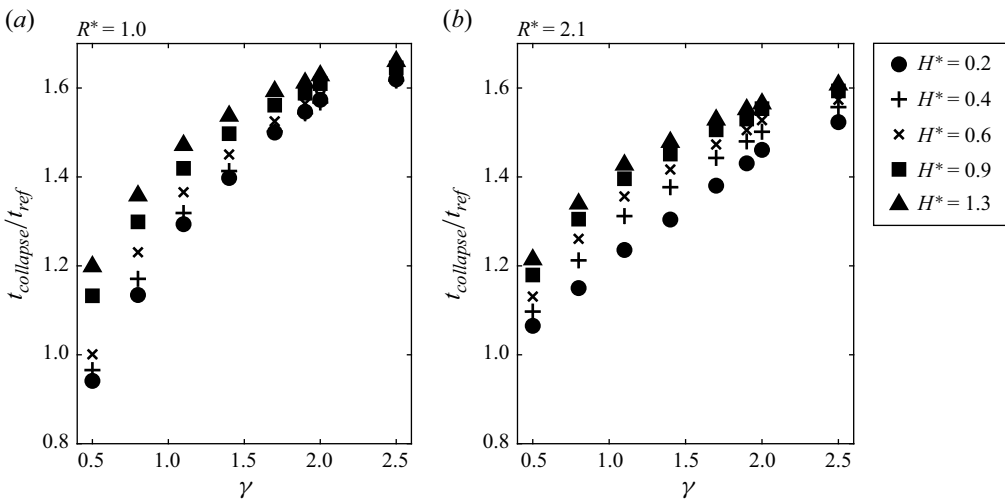 (a)
R* = 1.0
1.6
1.4
1.2
1.0
0.8
t_collapse/t_ref
0.5 1.0 1.5 2.0 2.5
γ
(b)
R* = 2.1
1.6
1.4
1.2
1.0
0.8
t_collapse/t_ref
0.5 1.0 1.5 2.0 2.5
γ
H* = 0.2
H* = 0.4
H* = 0.6
H* = 0.9
H* = 1.3